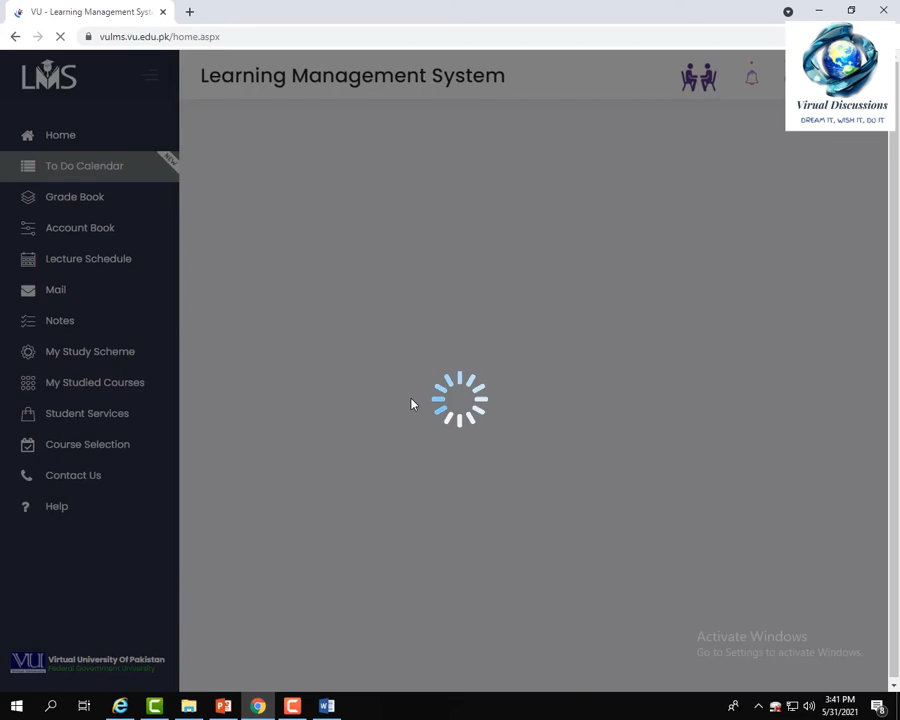 VU - Learning Management Syst
vulms.vu.edu.pk/home.aspx
LMS
Learning Management System
Virual Discussions
DREAM IT, WISH IT, DO IT
Home
To Do Calendar
NEW
Grade Book
Account Book
Lecture Schedule
Mail
Notes
My Study Scheme
My Studied Courses
Student Services
Course Selection
Contact Us
Help
Activate Windows
Go to Settings to activate Windows.
VU
Virtual University Of Pakistan
Federal Government University
3:41 PM
5/31/2021
8